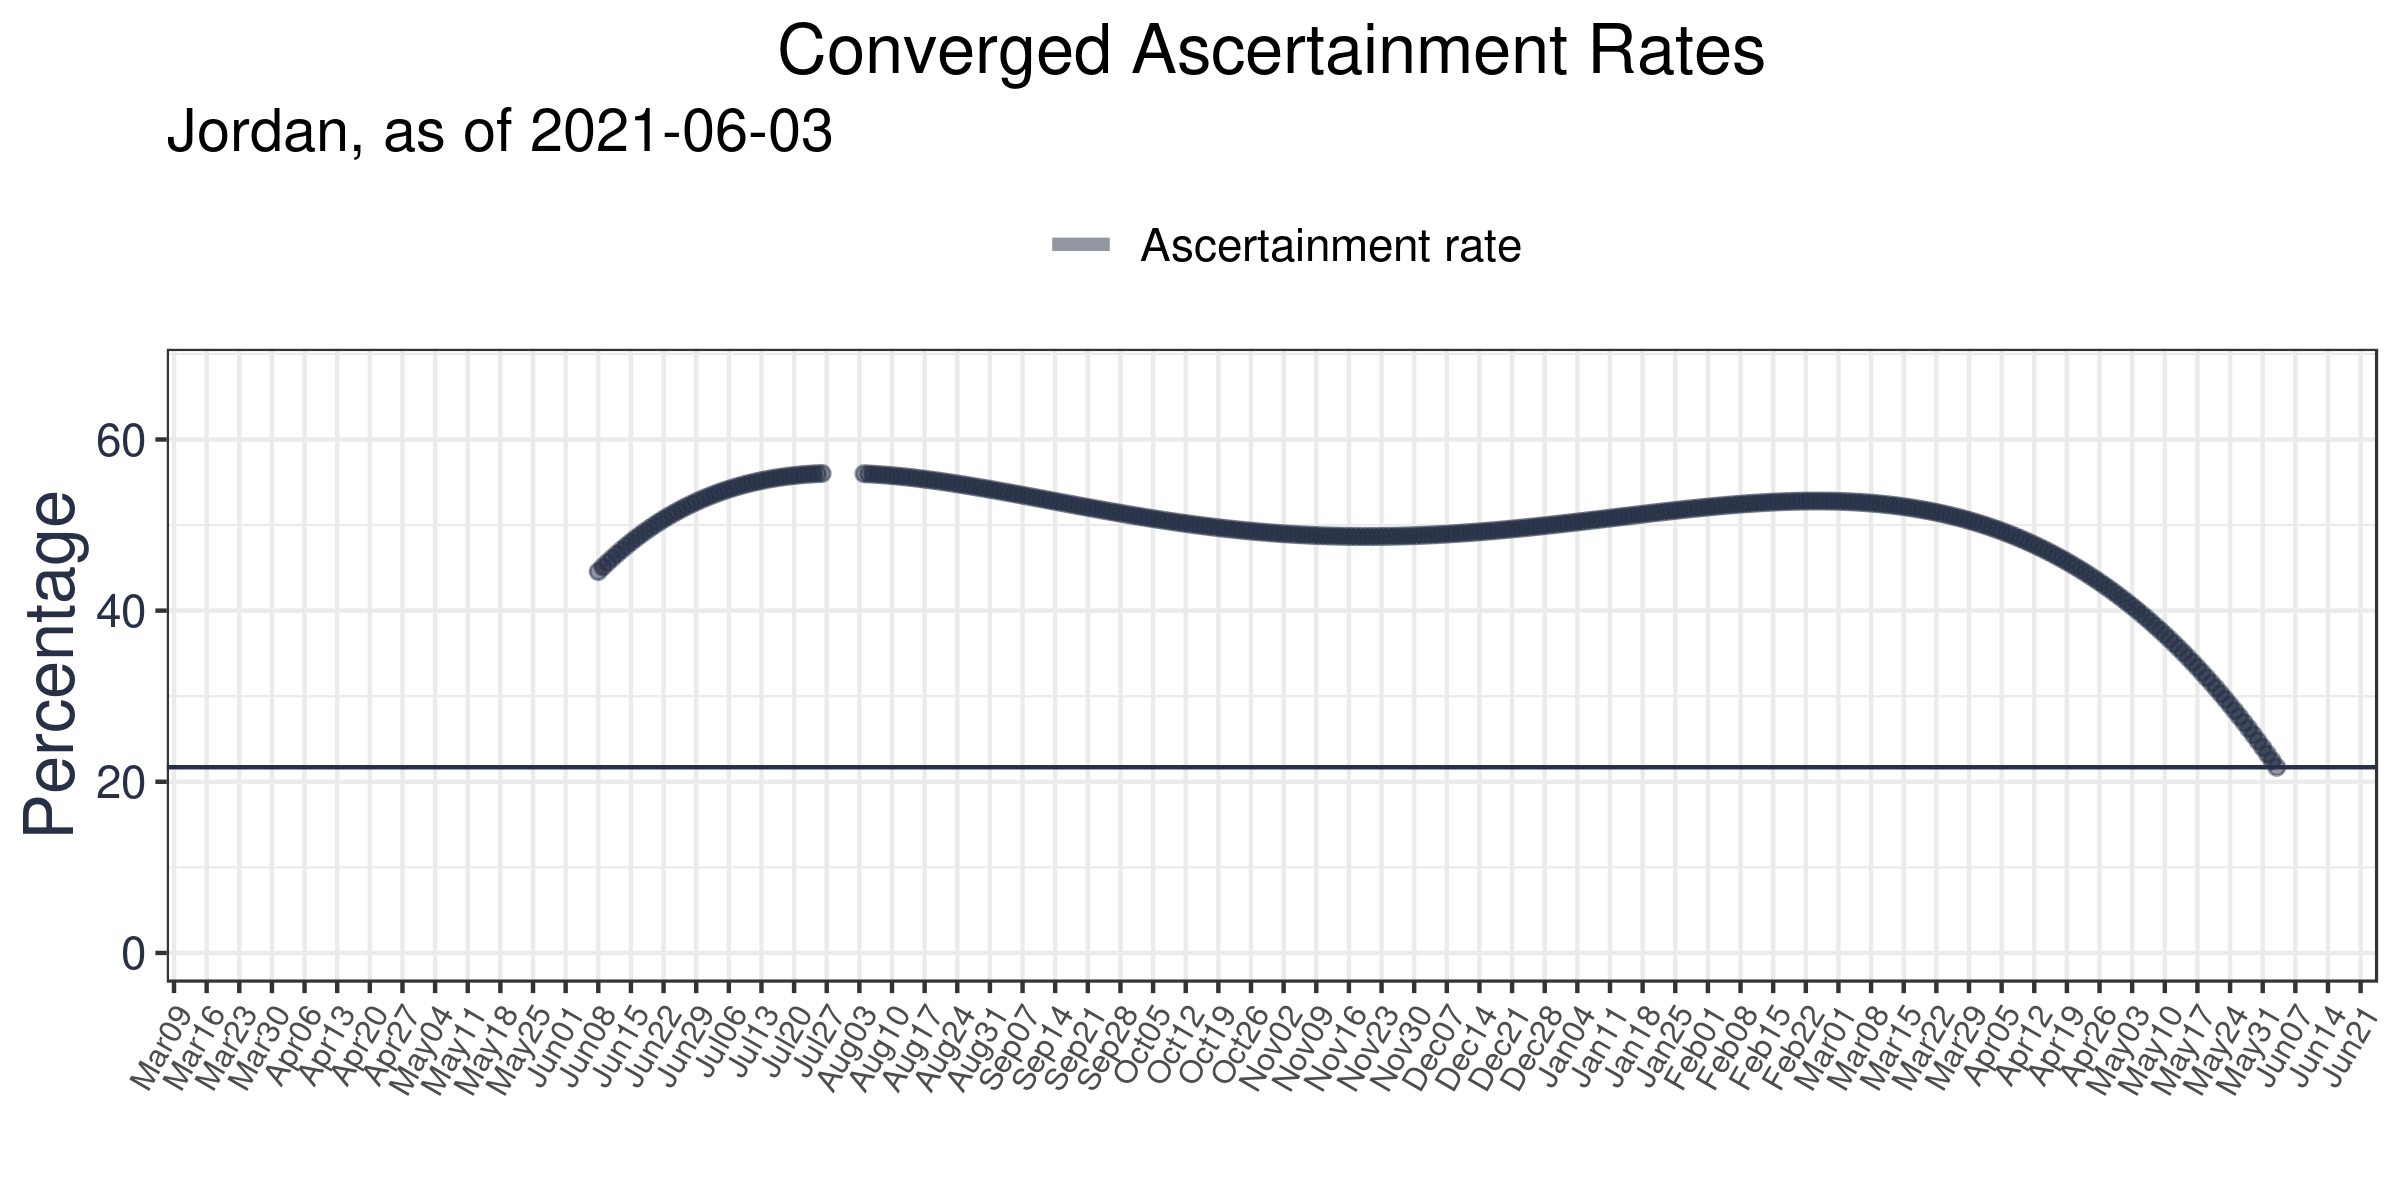 Converged Ascertainment Rates
Jordan, as of 2021-06-03
Ascertainment rate
Percentage
60
40
20
0
Mar09 Mar16 Mar23 Mar30 Apr06 Apr13 Apr20 Apr27 May04 May11 May18 May25 Jun01 Jun08 Jun15 Jun22 Jun29 Jul06 Jul13 Jul20 Jul27 Aug03 Aug10 Aug17 Aug24 Aug31 Sep07 Sep14 Sep21 Sep28 Oct05 Oct12 Oct19 Oct26 Nov02 Nov09 Nov16 Nov23 Nov30 Dec07 Dec14 Dec21 Dec28 Jan04 Jan11 Jan18 Jan25 Feb01 Feb08 Feb15 Feb22 Mar01 Mar08 Mar15 Mar22 Mar29 Apr05 Apr12 Apr19 Apr26 May03 May10 May17 May24 May31 Jun07 Jun14 Jun21